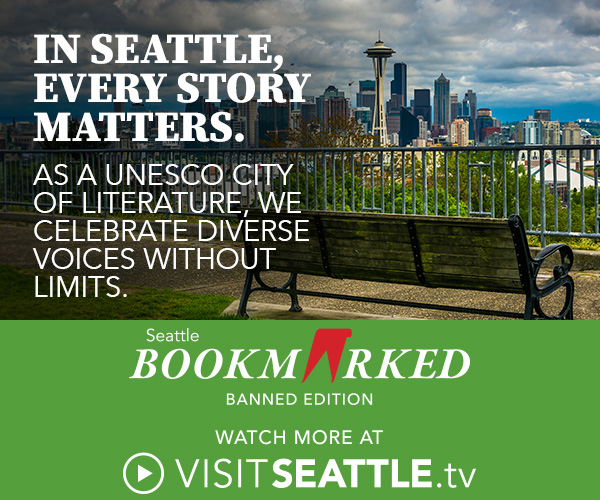 IN SEATTLE,
EVERY STORY
MATTERS.
AS A UNESCO CITY
OF LITERATURE, WE
CELEBRATE DIVERSE
VOICES WITHOUT
LIMITS.
Seattle
BOOKMARKED
BANNED EDITION
WATCH MORE AT
VISITSEATTLE.tv